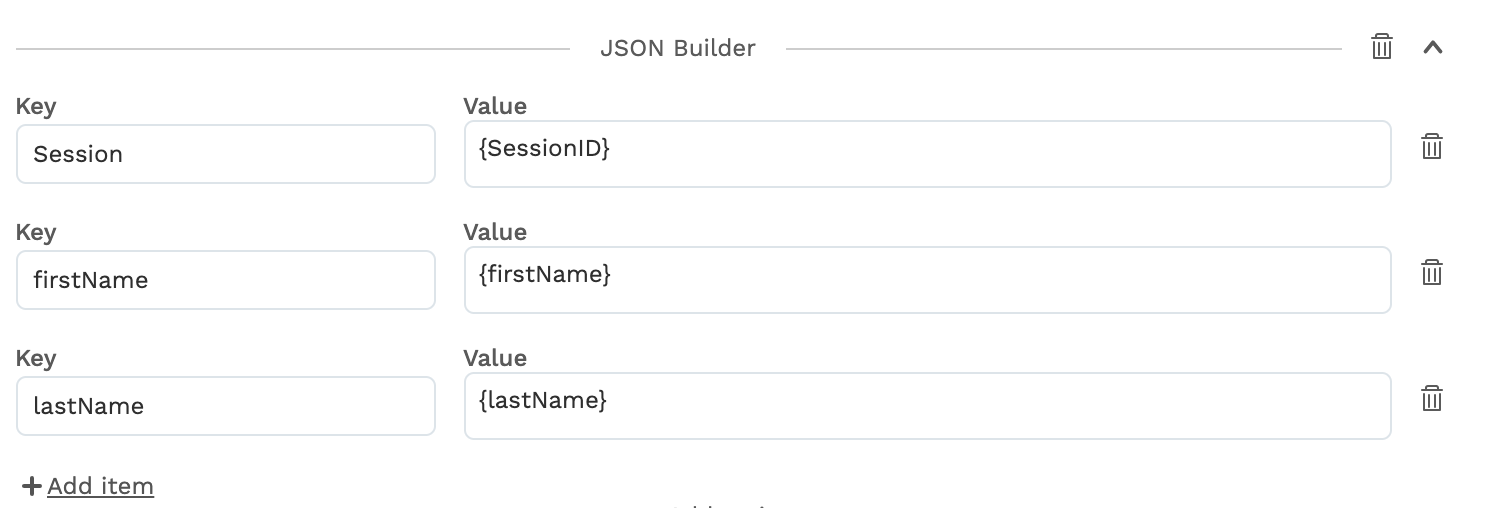 JSON Builder
Key Value
Session {SessionID}
Key Value
firstName {firstName}
Key Value
lastName {lastName}
Add item